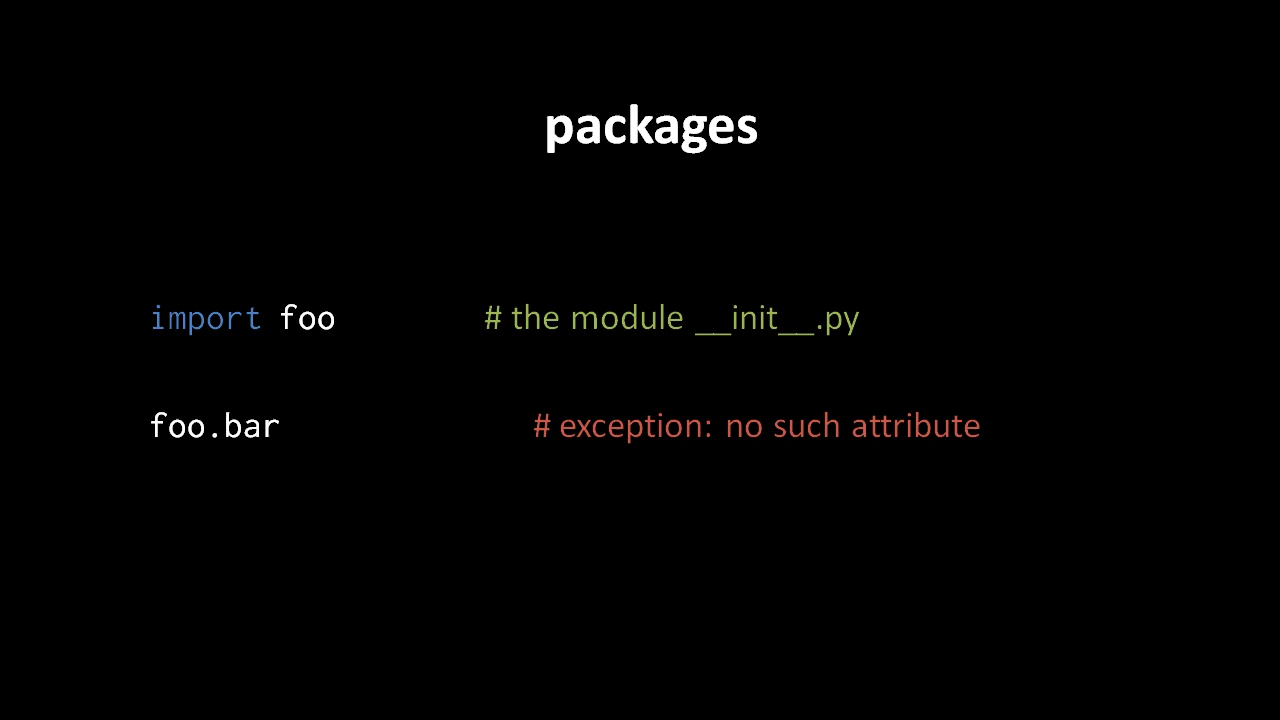 packages
import foo # the module __init__.py
foo.bar # exception: no such attribute